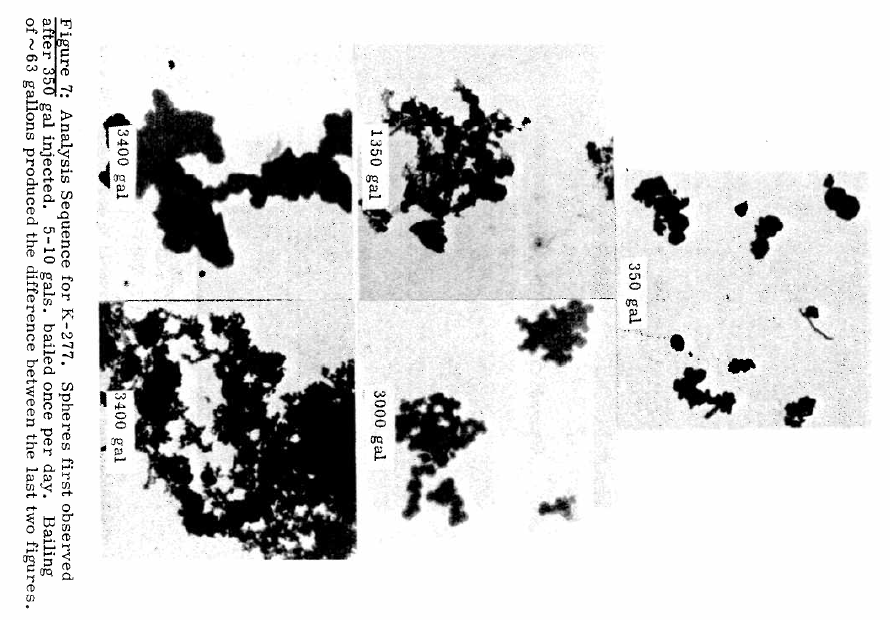 350 gal
1350 gal
3000 gal
3400 gal
3400 gal
Figure 7: Analysis Sequence for K-277. Spheres first observed
after 350 gal injected. 5-10 gals. bailed once per day. Bailing
of ~63 gallons produced the difference between the last two figures.